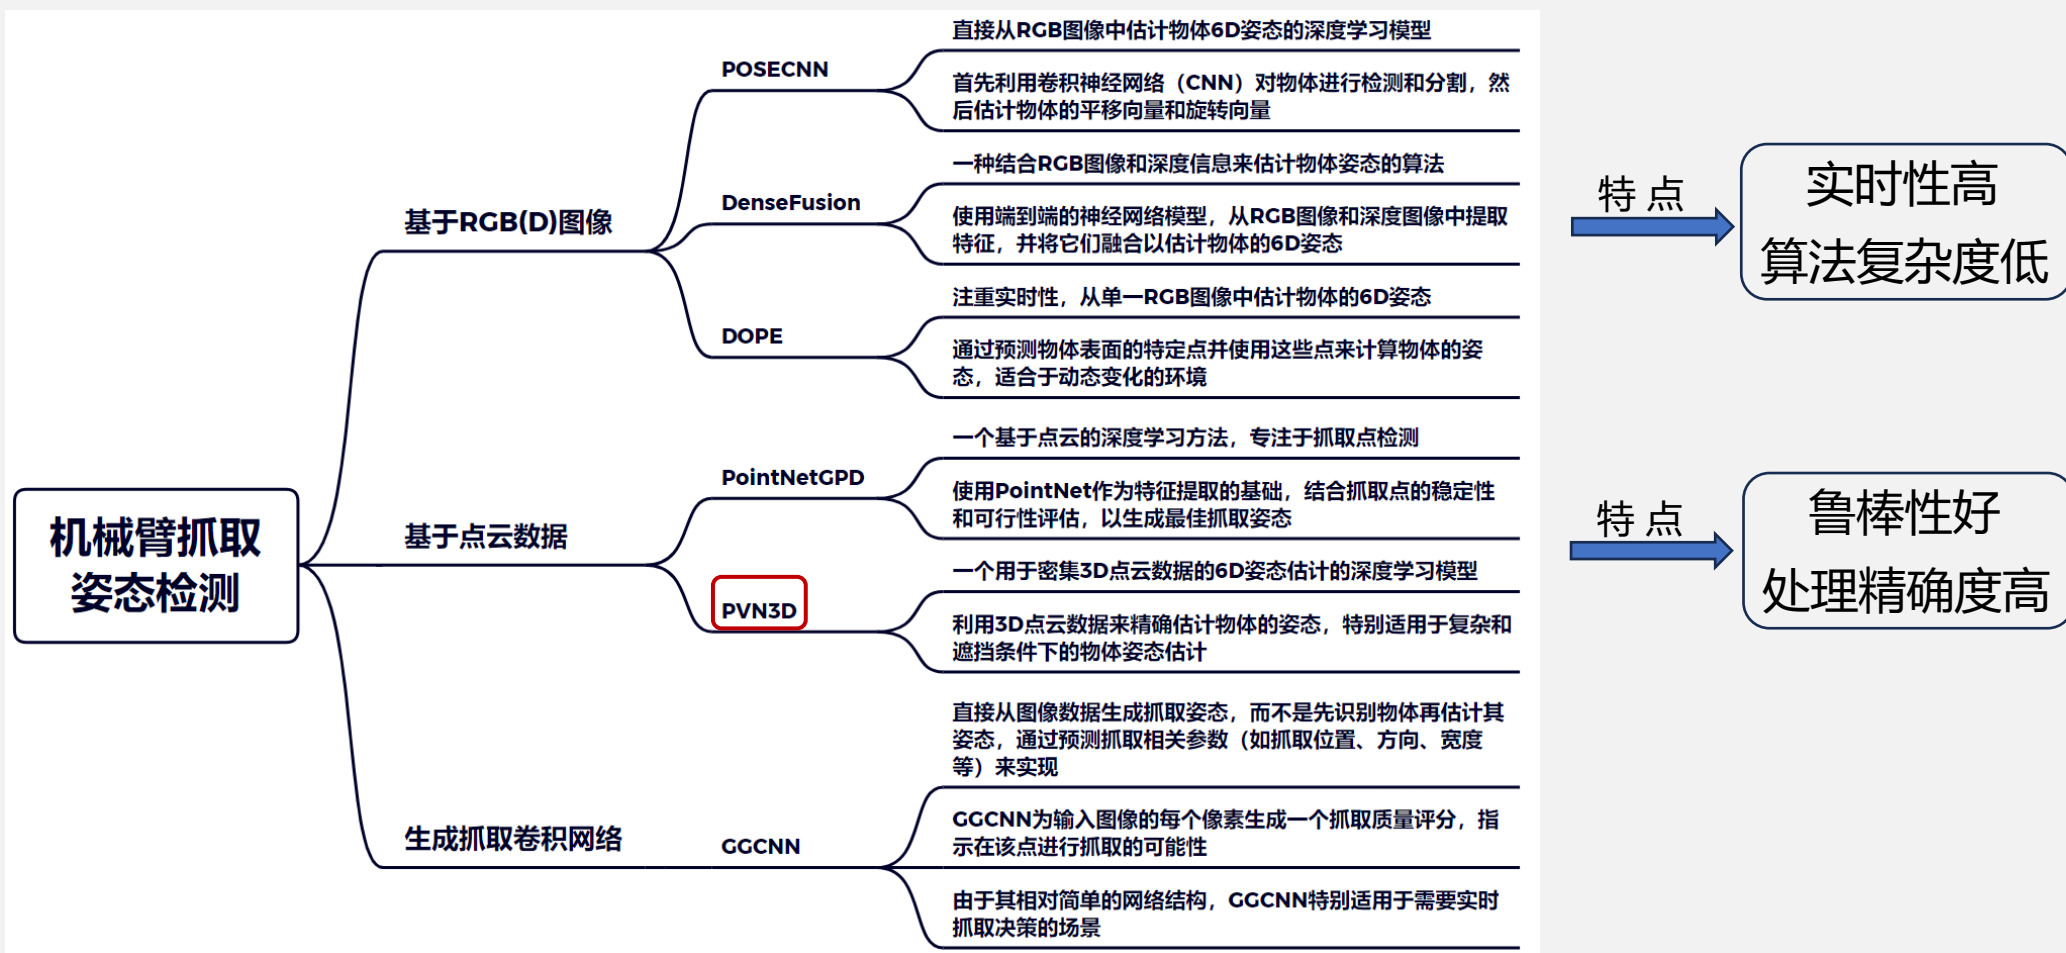 机械臂抓取
姿态检测
基于RGB(D)图像
POSECNN
直接从RGB图像中估计物体6D姿态的深度学习模型
首先利用卷积神经网络（CNN）对物体进行检测和分割，然
后估计物体的平移向量和旋转向量
DenseFusion
一种结合RGB图像和深度信息来估计物体姿态的算法
使用端到端的神经网络模型，从RGB图像和深度图像中提取
特征，并将它们融合以估计物体的6D姿态
DOPE
注重实时性，从单一RGB图像中估计物体的6D姿态
通过预测物体表面的特定点并使用这些点来计算物体的姿
态，适合于动态变化的环境
特点
实时性高
算法复杂度低
基于点云数据
PointNetGPD
一个基于点云的深度学习方法，专注于抓取点检测
使用PointNet作为特征提取的基础，结合抓取点的稳定性
和可行性评估，以生成最佳抓取姿态
PVN3D
一个用于密集3D点云数据的6D姿态估计的深度学习模型
利用3D点云数据来精确估计物体的姿态，特别适用于复杂和
遮挡条件下的物体姿态估计
特点
鲁棒性好
处理精确度高
生成抓取卷积网络
GGCNN
直接从图像数据生成抓取姿态，而不是先识别物体再估计其
姿态，通过预测抓取相关参数（如抓取位置、方向、宽度
等）来实现
GGCNN为输入图像的每个像素生成一个抓取质量评分，指
示在该点进行抓取的可能性
由于其相对简单的网络结构，GGCNN特别适用于需要实时
抓取决策的场景